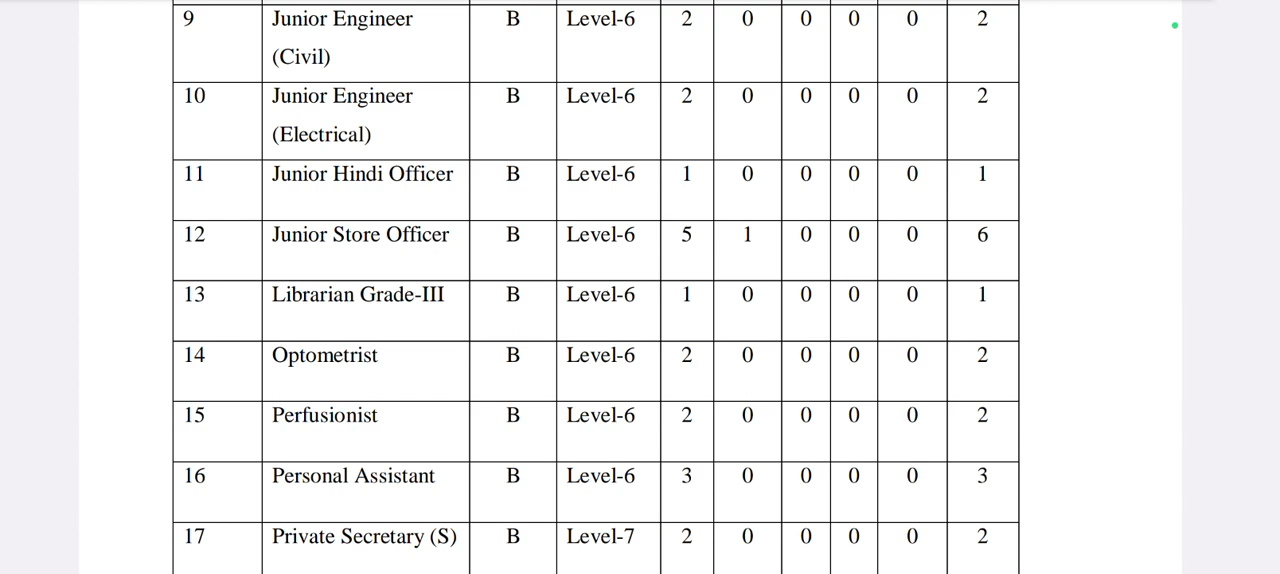 9 Junior Engineer B Level-6 2 0 0 0 0 2
(Civil)
10 Junior Engineer B Level-6 2 0 0 0 0 2
(Electrical)
11 Junior Hindi Officer B Level-6 1 0 0 0 0 1
12 Junior Store Officer B Level-6 5 1 0 0 0 6
13 Librarian Grade-III B Level-6 1 0 0 0 0 1
14 Optometrist B Level-6 2 0 0 0 0 2
15 Perfusionist B Level-6 2 0 0 0 0 2
16 Personal Assistant B Level-6 3 0 0 0 0 3
17 Private Secretary (S) B Level-7 2 0 0 0 0 2